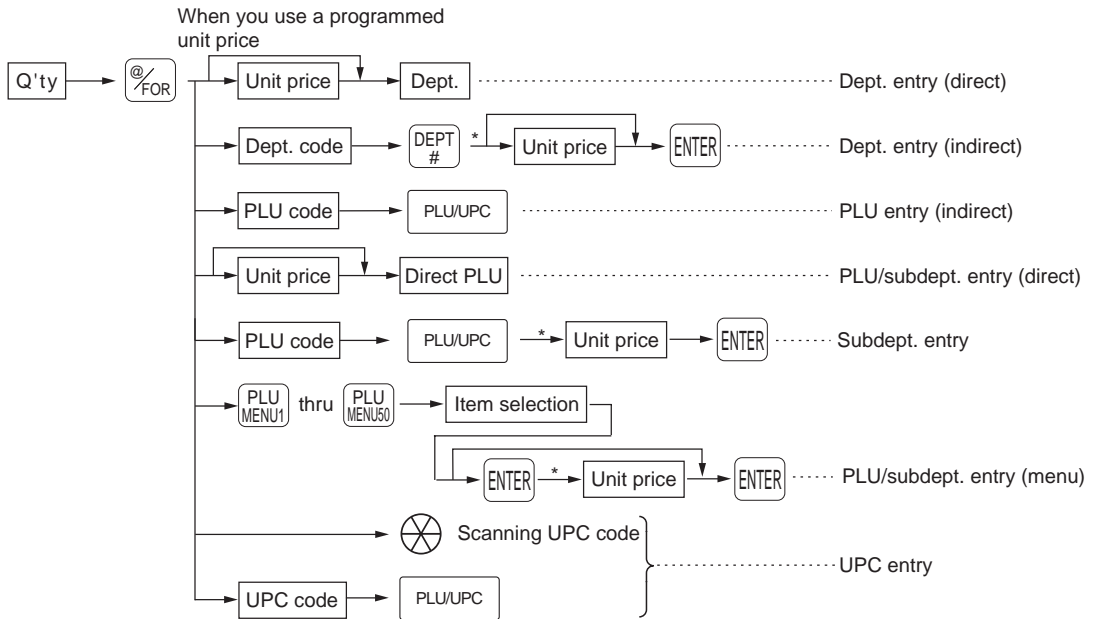 When you use a programmed
unit price
Q'ty @/FOR Unit price Dept. Dept. entry (direct)
Dept. code DEPT # * Unit price ENTER Dept. entry (indirect)
PLU code PLU/UPC PLU entry (indirect)
Unit price Direct PLU PLU/subdept. entry (direct)
PLU code PLU/UPC * Unit price ENTER Subdept. entry
PLU MENU1 thru PLU MENU50 Item selection
ENTER * Unit price ENTER PLU/subdept. entry (menu)
Scanning UPC code
UPC entry
UPC code PLU/UPC